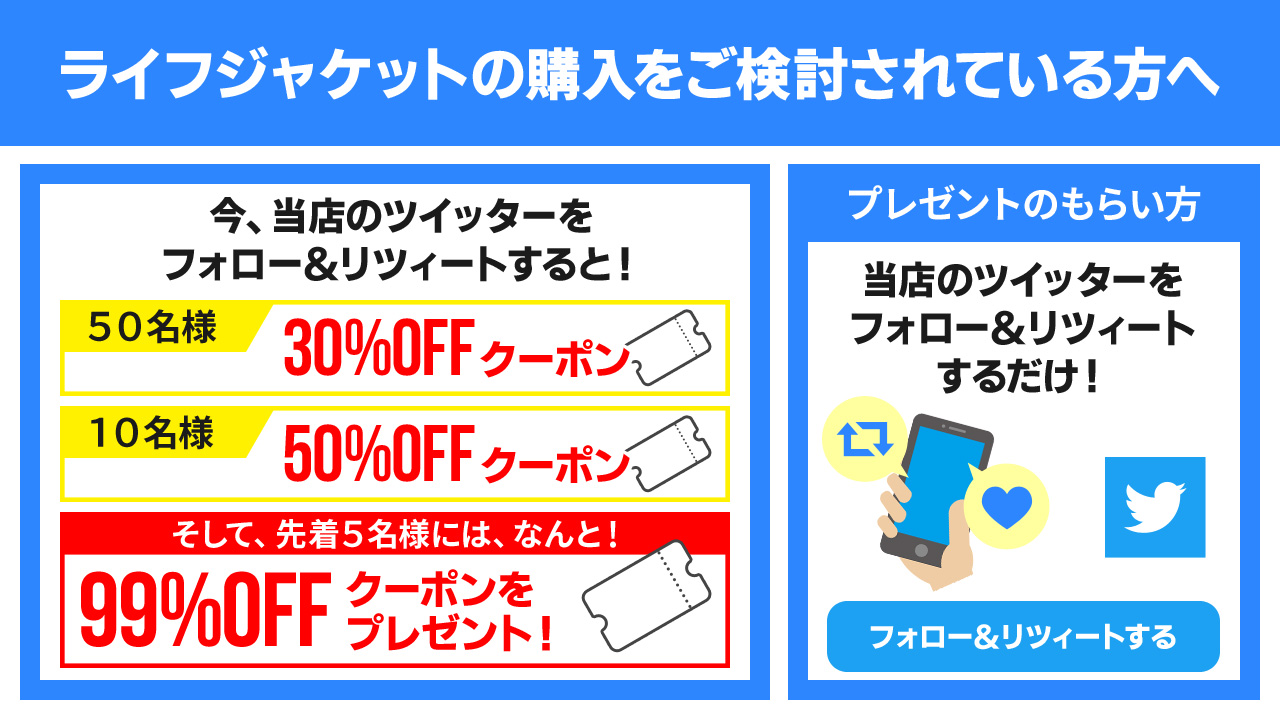 ライフジャケットの購入をご検討されている方へ
今、当店のツイッターを
フォロー&リツィートすると!
５０名様
30%OFFクーポン
１０名様
50%OFFクーポン
そして、先着５名様には、なんと!
99%OFF
クーポンを
プレゼント!
プレゼントのもらい方
当店のツイッターを
フォロー&リツィート
するだけ!
フォロー&リツィートする